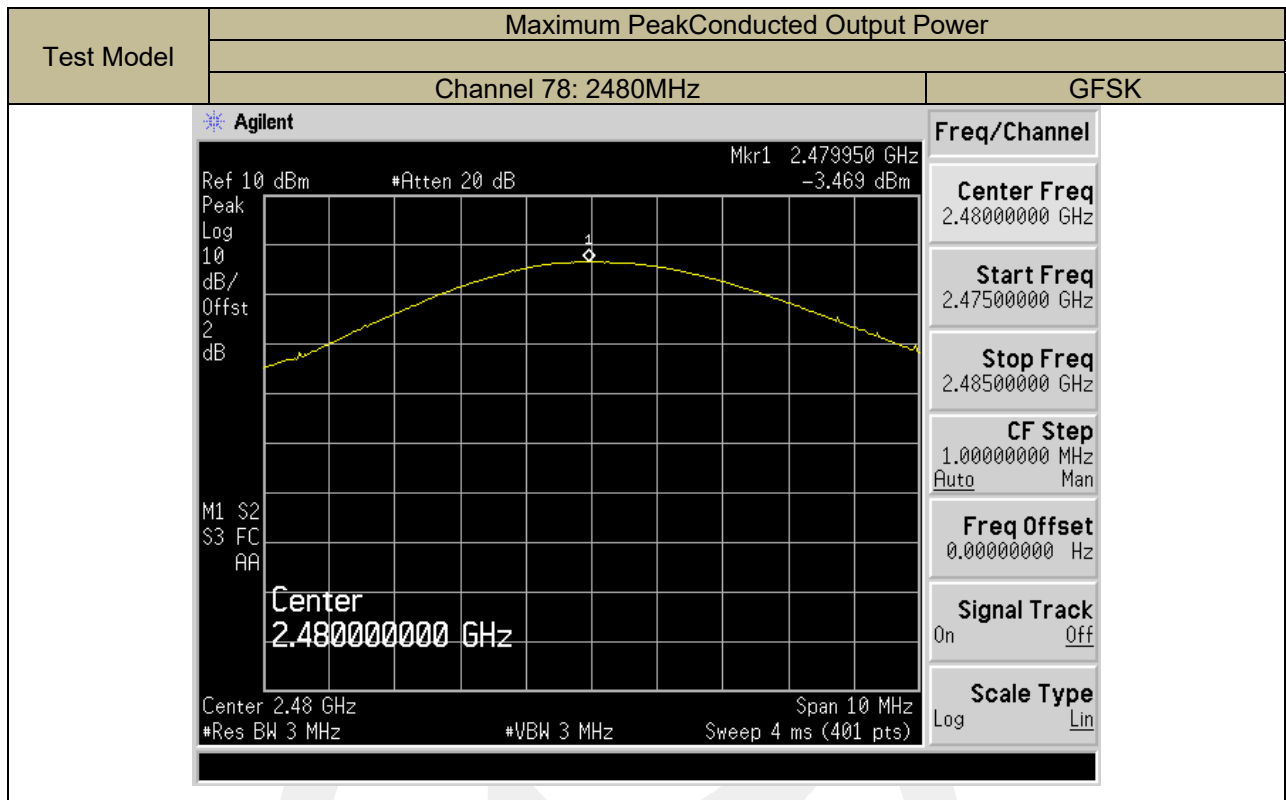 Test Model
Maximum PeakConducted Output Power
Channel 78: 2480MHz
GFSK
Agilent
Freq/Channel
Mkr1 2.479950 GHz
Ref 10 dBm #Atten 20 dB -3.469 dBm
Peak
Log
10
dB/
Offst
2
dB
1
M1 S2
S3 FC
AA
Center
2.480000000 GHz
Center 2.48 GHz Span 10 MHz
#Res BW 3 MHz #VBW 3 MHz Sweep 4 ms (401 pts)
Center Freq
2.48000000 GHz
Start Freq
2.47500000 GHz
Stop Freq
2.48500000 GHz
CF Step
1.00000000 MHz
Auto Man
Freq Offset
0.00000000 Hz
Signal Track
On Off
Scale Type
Log Lin